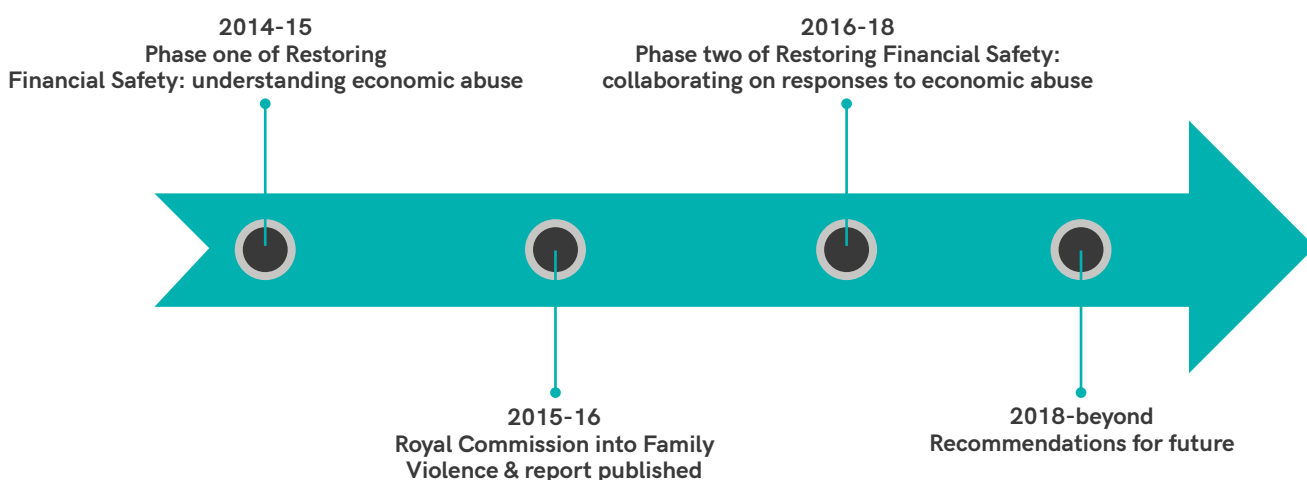 2014-15
Phase one of Restoring
Financial Safety: understanding economic abuse
2015-16
Royal Commission into Family
Violence & report published
2016-18
Phase two of Restoring Financial Safety:
collaborating on responses to economic abuse
2018-beyond
Recommendations for future